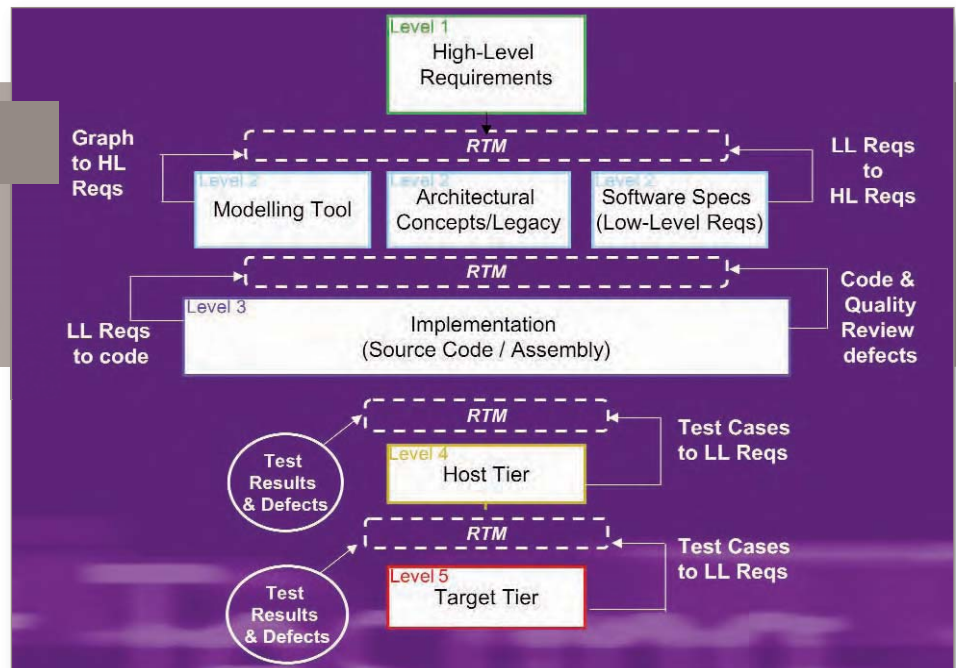 Level 1
High-Level
Requirements
Graph
to HL
Reqs
RTM
LL Reqs
to
HL Reqs
Level 2
Modelling Tool
Level 2
Architectural
Concepts/Legacy
Level 2
Software Specs
(Low-Level Reqs)
RTM
LL Reqs
to code
Level 3
Implementation
(Source Code / Assembly)
Code &
Quality
Review
defects
RTM
Test Cases
to LL Reqs
Test
Results
& Defects
Level 4
Host Tier
RTM
Test Cases
to LL Reqs
Test
Results
& Defects
Level 5
Target Tier